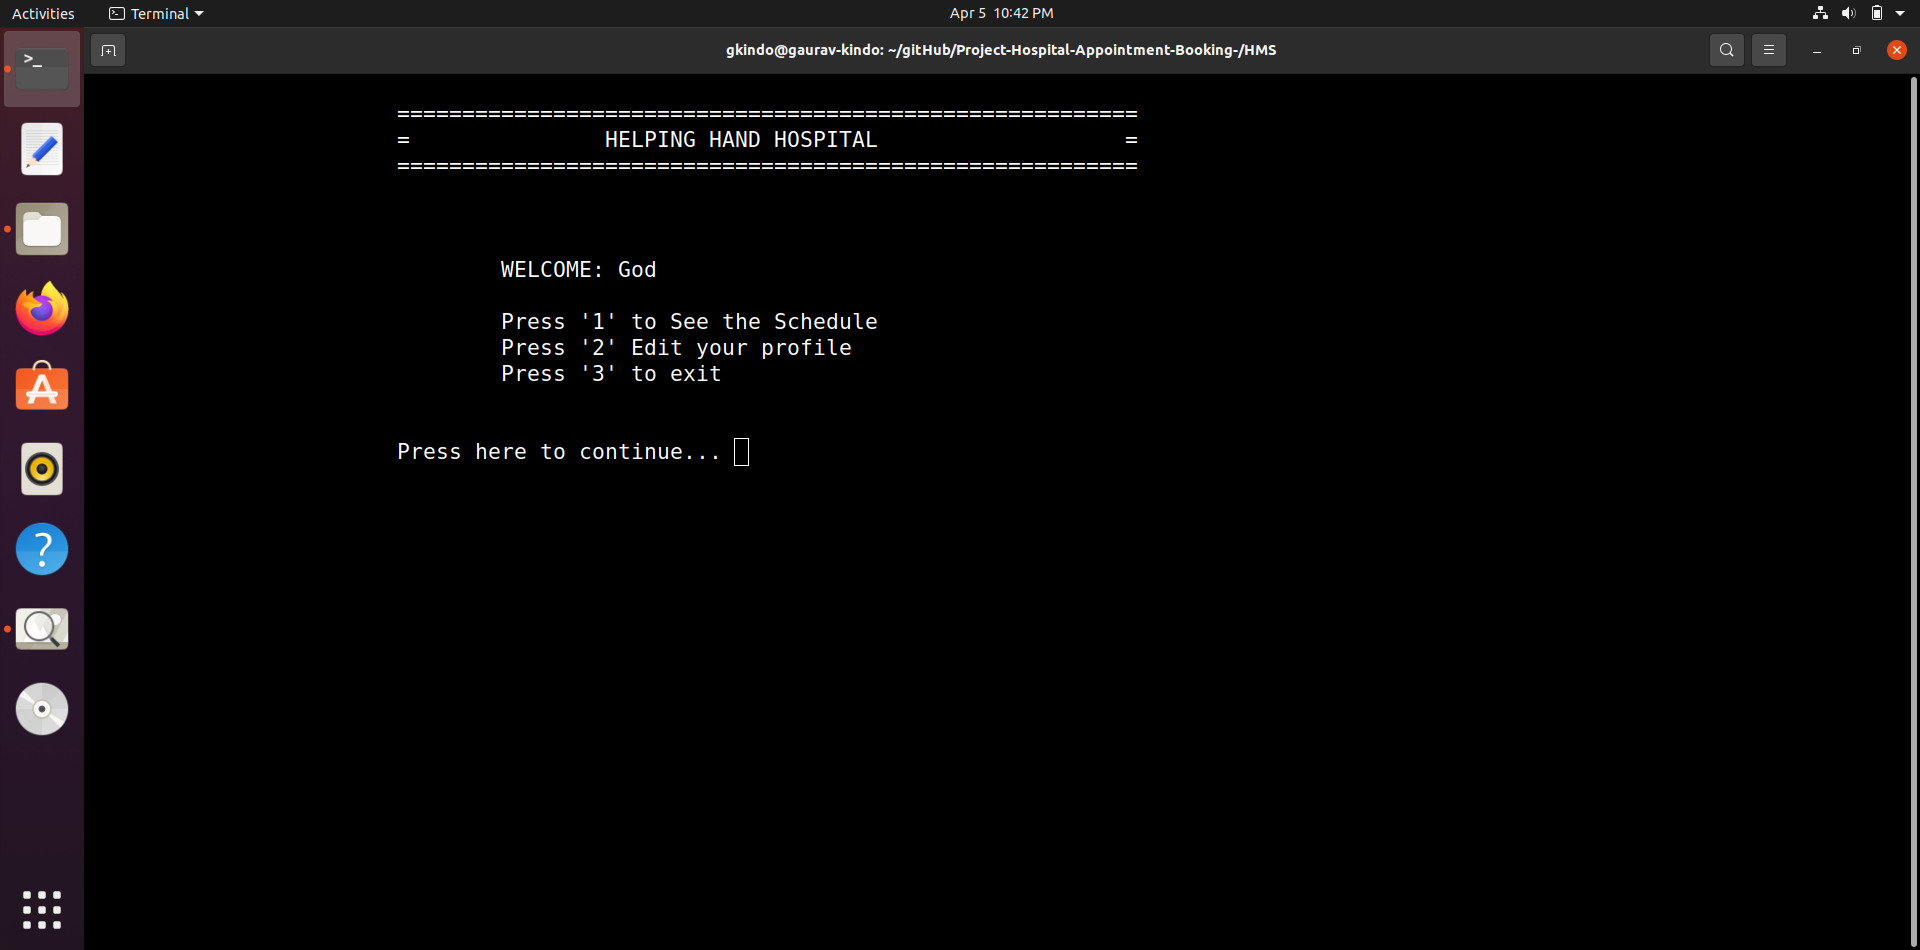 Activities Terminal Apr 5 10:42 PM
gkindo@gaurav-kindo: ~/gitHub/Project-Hospital-Appointment-Booking-/HMS
=========================================================
= HELPING HAND HOSPITAL =
=========================================================
WELCOME: God
Press '1' to See the Schedule
Press '2' Edit your profile
Press '3' to exit
Press here to continue...